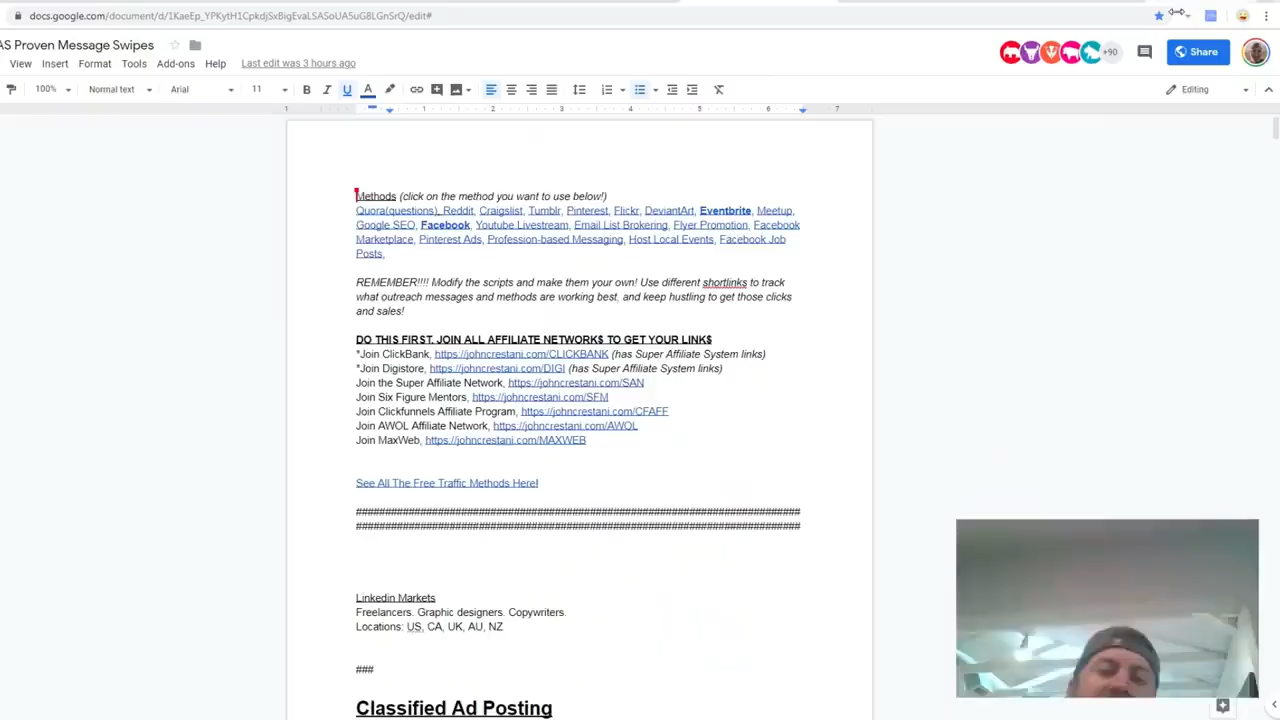 docs.google.com/document/d/1KaeEp_YPKytH1CpkdjSxBigEvaLSASoUA5uG8LGnSrQ/edit#
AS Proven Message Swipes
+90
Share
View Insert Format Tools Add-ons Help Last edit was 3 hours ago
100% Normal text Arial 11 B I U A Editing
1 1 2 3 4 5 6 7
Methods (click on the method you want to use below!)
Quora(questions), Reddit, Craigslist, Tumblr, Pinterest, Flickr, DeviantArt, Eventbrite, Meetup,
Google SEO, Facebook, Youtube Livestream, Email List Brokering, Flyer Promotion, Facebook
Marketplace, Pinterest Ads, Profession-based Messaging, Host Local Events, Facebook Job
Posts,
REMEMBER!!!! Modify the scripts and make them your own! Use different shortlinks to track
what outreach messages and methods are working best, and keep hustling to get those clicks
and sales!
DO THIS FIRST. JOIN ALL AFFILIATE NETWORKS TO GET YOUR LINKS
*Join ClickBank, https://johncrestani.com/CLICKBANK (has Super Affiliate System links)
*Join Digistore, https://johncrestani.com/DIGI (has Super Affiliate System links)
Join the Super Affiliate Network, https://johncrestani.com/SAN
Join Six Figure Mentors, https://johncrestani.com/SFM
Join Clickfunnels Affiliate Program, https://johncrestani.com/CFAFF
Join AWOL Affiliate Network, https://johncrestani.com/AWOL
Join MaxWeb, https://johncrestani.com/MAXWEB
See All The Free Traffic Methods Here!
################################################################################
################################################################################
Linkedin Markets
Freelancers. Graphic designers. Copywriters.
Locations: US, CA, UK, AU, NZ
###
Classified Ad Posting